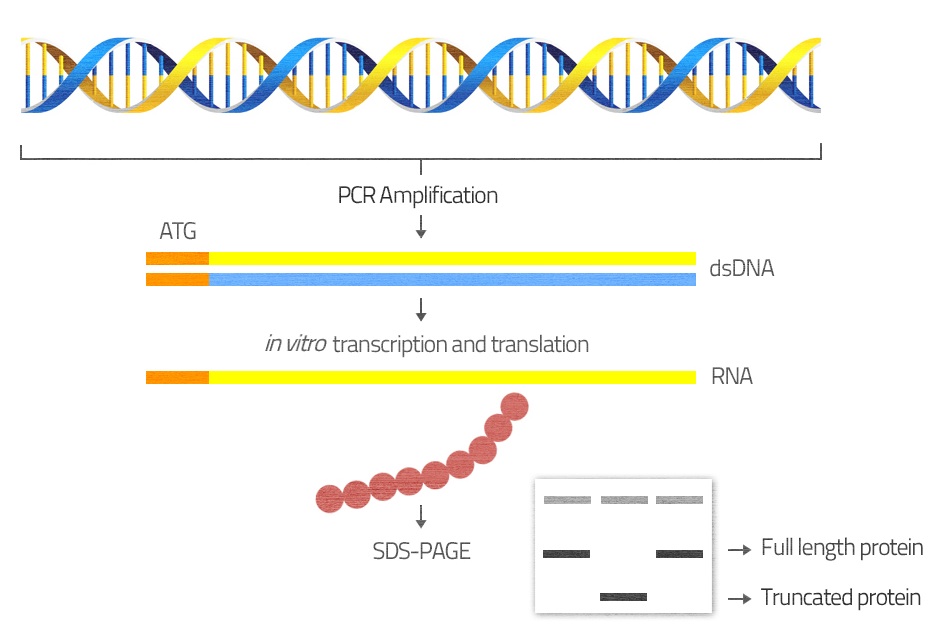 PCR Amplification
ATG
dsDNA
in vitro transcription and translation
RNA
SDS-PAGE
Full length protein
Truncated protein